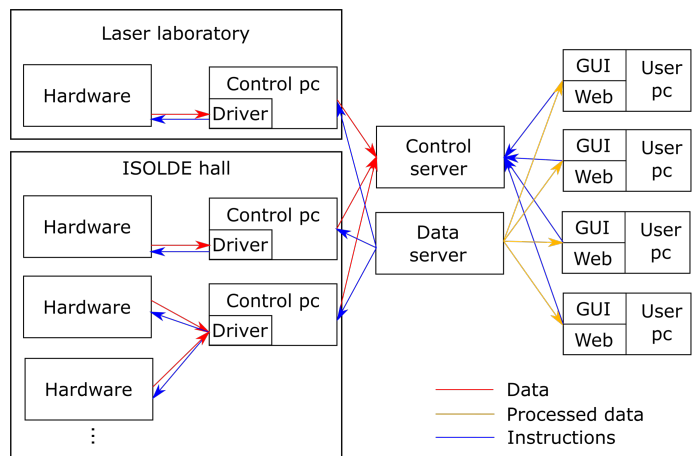 Laser laboratory
Hardware
Control pc
Driver
ISOLDE hall
Hardware
Control pc
Driver
Hardware
Control pc
Driver
Hardware
⋮
Control
server
Data
server
GUI
Web
User
pc
GUI
Web
User
pc
GUI
Web
User
pc
GUI
Web
User
pc
Data
Processed data
Instructions